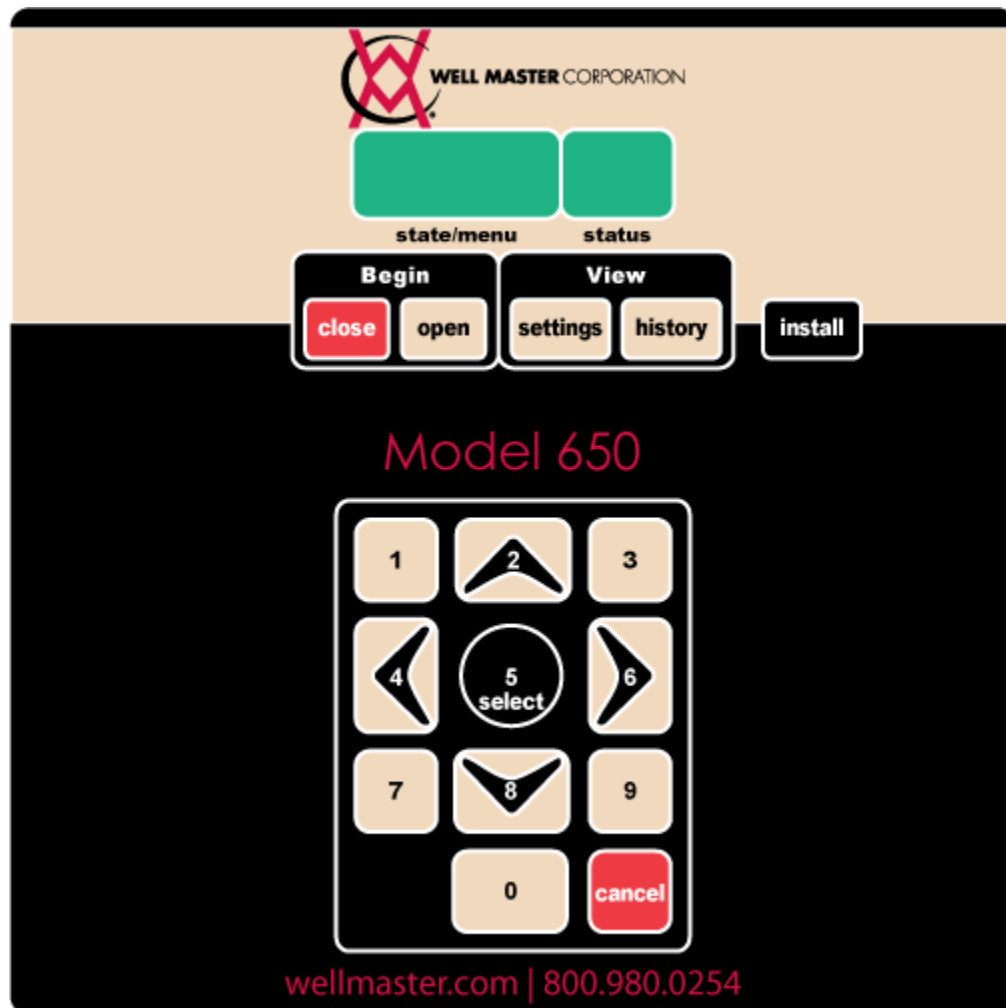 WELL MASTER CORPORATION
state/menu status
Begin View
close open settings history install
Model 650
1 2 3
4 5 6
select
7 8 9
0 cancel
wellmaster.com | 800.980.0254